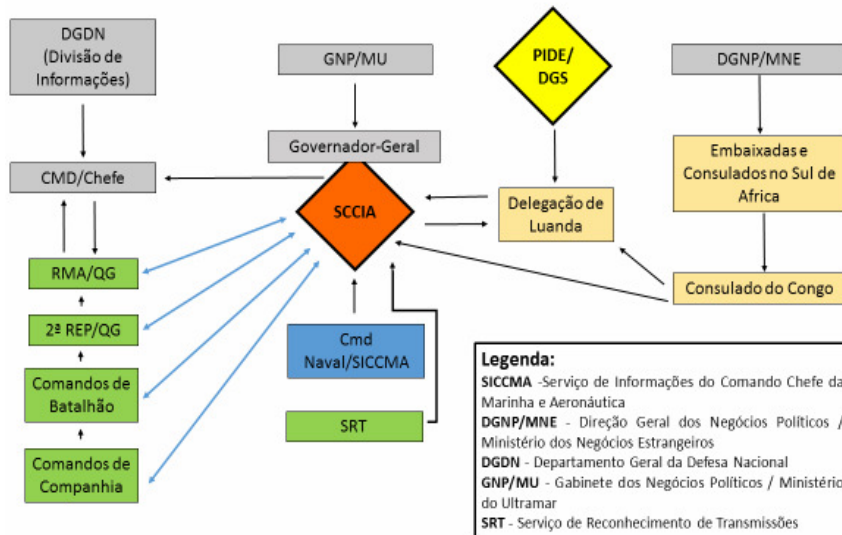 DGDN
(Divisão de
Informações)
GNP/MU
PIDE/
DGS
DGNP/MNE
Governador-Geral
CMD/Chefe
SCCIA
Delegação de
Luanda
Embaixadas e
Consulados no Sul de
Africa
RMA/QG
Consulado do Congo
2ª REP/QG
Cmd
Naval/SICCMA
Comandos de
Batalhão
SRT
Comandos de
Companhia
Legenda:
SICCMA -Serviço de Informações do Comando Chefe da
Marinha e Aeronáutica
DGNP/MNE - Direção Geral dos Negócios Políticos /
Ministério dos Negócios Estrangeiros
DGDN - Departamento Geral da Defesa Nacional
GNP/MU - Gabinete dos Negócios Políticos / Ministério
do Ultramar
SRT - Serviço de Reconhecimento de Transmissões